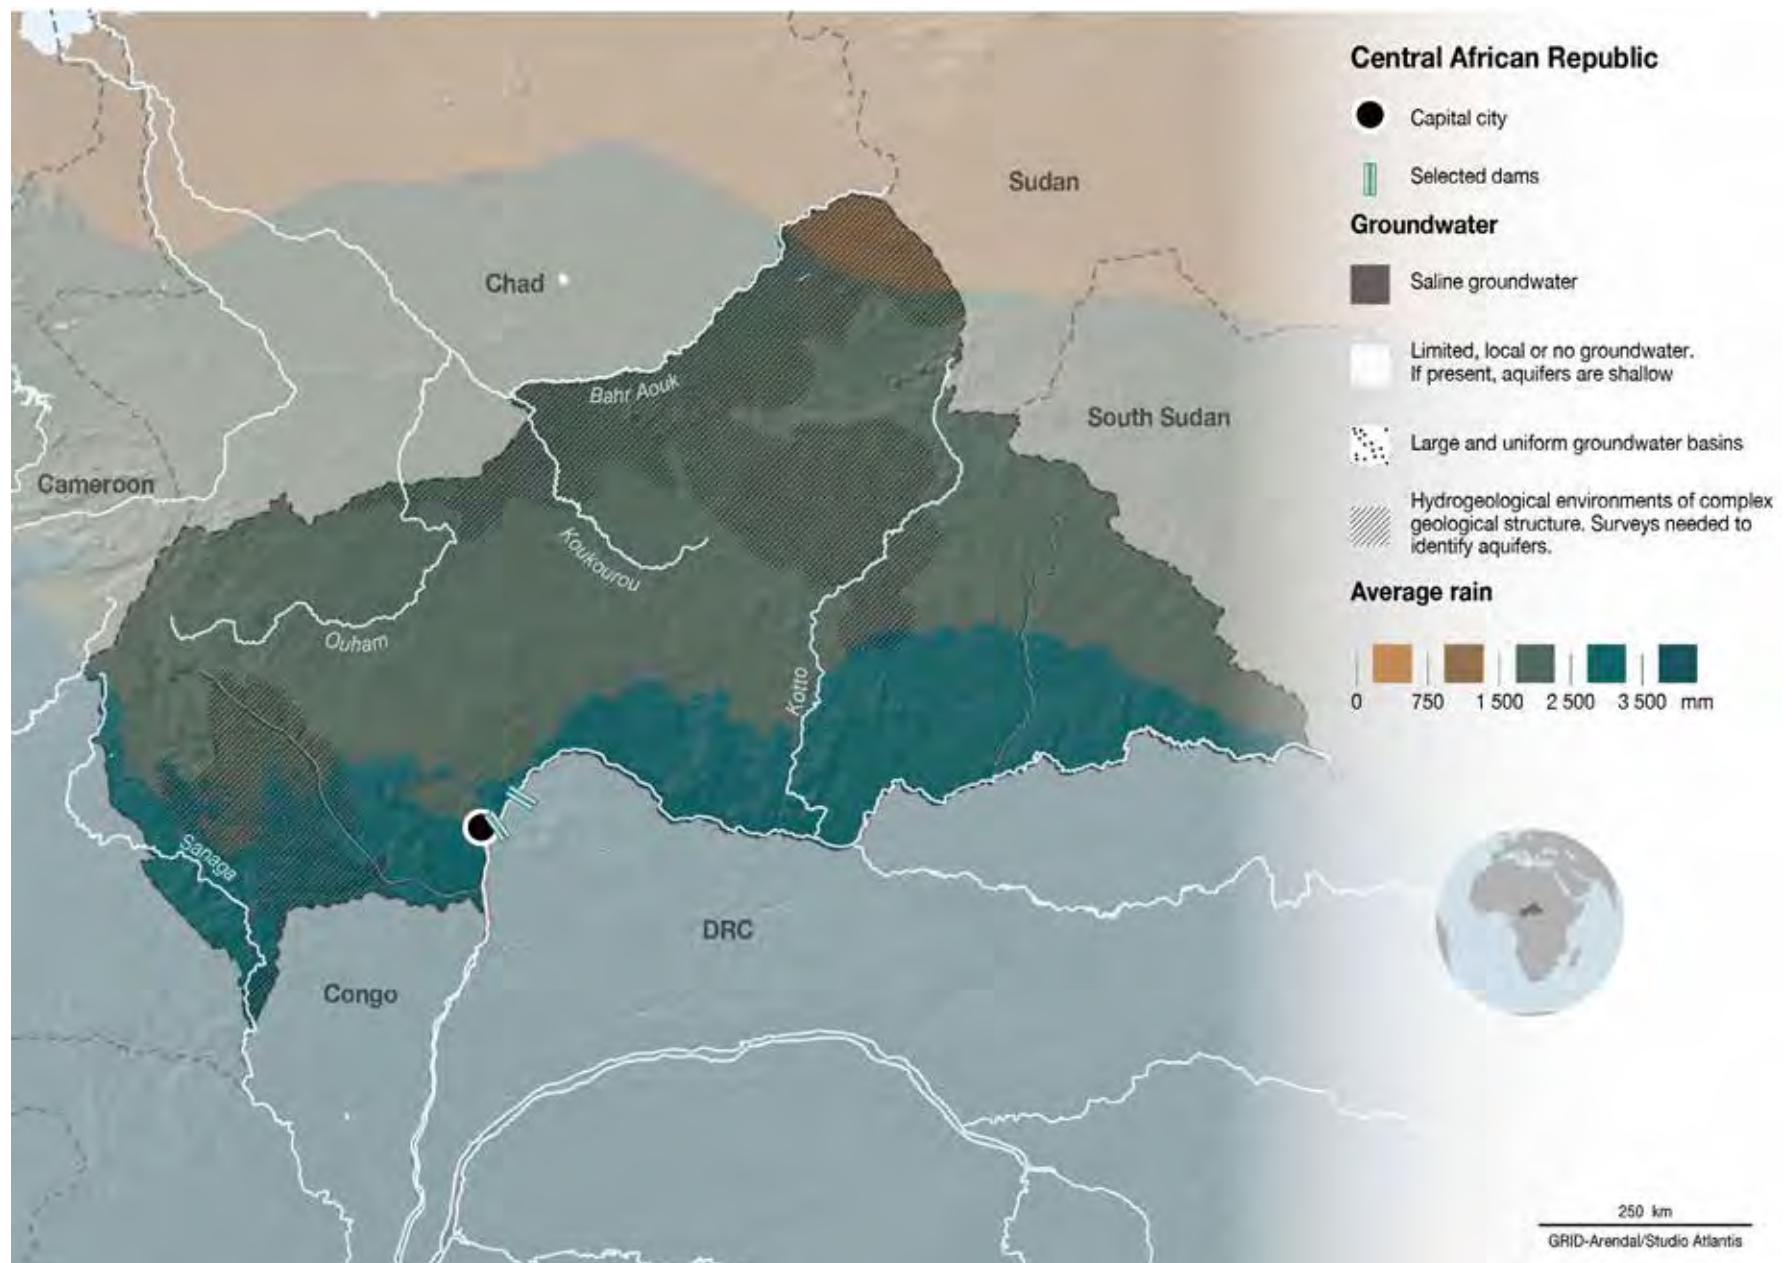 Central African Republic
Capital city
Selected dams
Groundwater
Saline groundwater
Limited, local or no groundwater.
If present, aquifers are shallow
Large and uniform groundwater basins
Hydrogeological environments of complex
geological structure. Surveys needed to
identify aquifers.
Average rain
0 750 1 500 2 500 3 500 mm
Sudan
Chad
Bahr Aouk
South Sudan
Cameroon
Koukourou
Ouham
Kotto
Sanaga
DRC
Congo
250 km
GRID-Arendal/Studio Atlantis